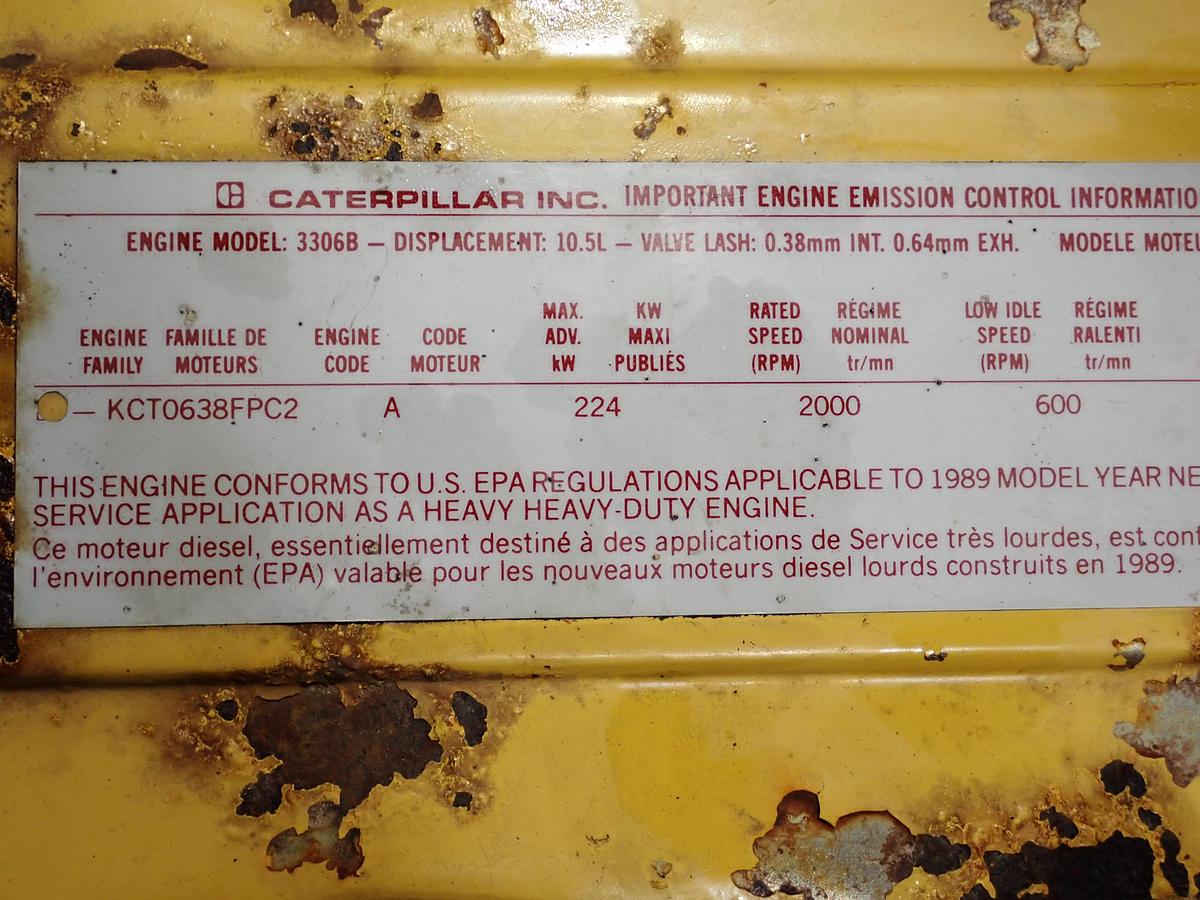 CATERPILLAR INC. IMPORTANT ENGINE EMISSION CONTROL INFORMATIO
ENGINE MODEL: 3306B — DISPLACEMENT: 10.5L — VALVE LASH: 0.38mm INT. 0.64mm EXH. MODELE MOTEU
MAX. KW RATED RÉGIME LOW IDLE RÉGIME
ENGINE FAMILLE DE ENGINE CODE ADV. MAXI SPEED NOMINAL SPEED RALENTI
FAMILY MOTEURS CODE MOTEUR kW PUBLIÉS (RPM) tr/mn (RPM) tr/mn
— KCT0638FPC2 A 224 2000 600
THIS ENGINE CONFORMS TO U.S. EPA REGULATIONS APPLICABLE TO 1989 MODEL YEAR NE
SERVICE APPLICATION AS A HEAVY HEAVY-DUTY ENGINE.
Ce moteur diesel, essentiellement destiné à des applications de Service très lourdes, est con
l'environnement (EPA) valable pour les nouveaux moteurs diesel lourds construits en 1989.